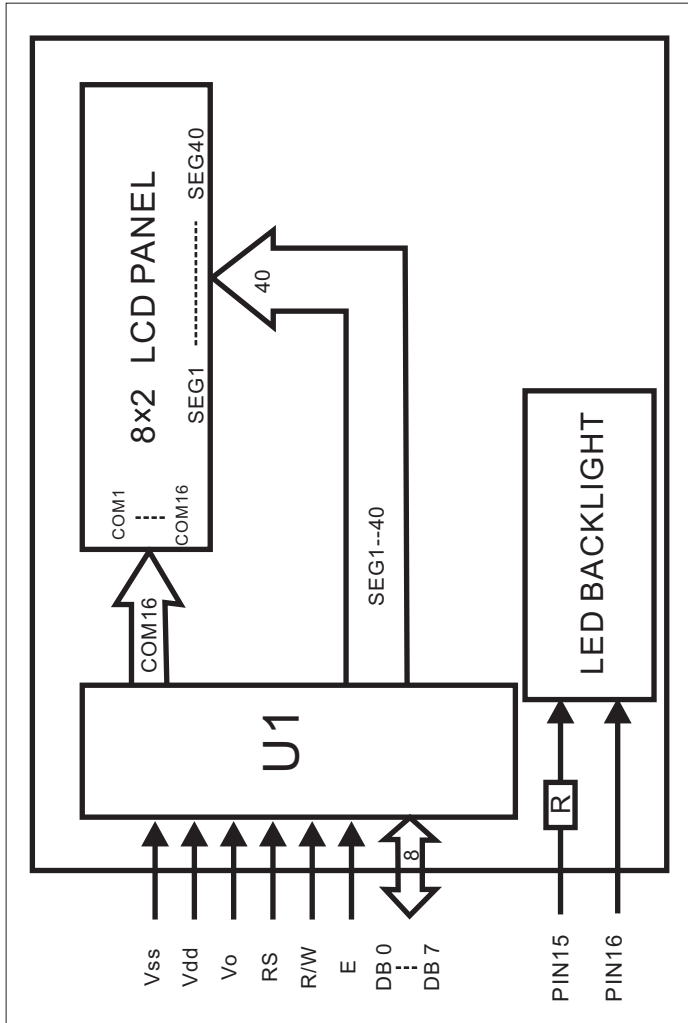 8×2 LCD PANEL
COM1
COM16
SEG1
SEG40
COM16
40
SEG1--40
U1
Vss
Vdd
Vo
RS
R/W
E
DB 0
DB 7
8
LED BACKLIGHT
R
PIN15
PIN16